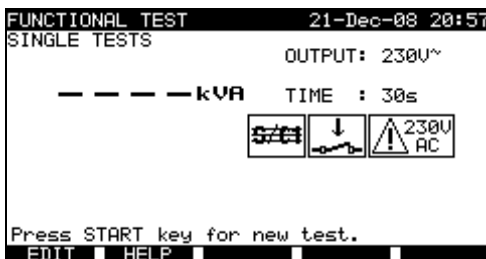 FUNCTIONAL TEST 21-Dec-08 20:57
SINGLE TESTS
OUTPUT: 230V~
– – – – kVA TIME : 30s
230V
AC
Press START key for new test.
EDIT HELP